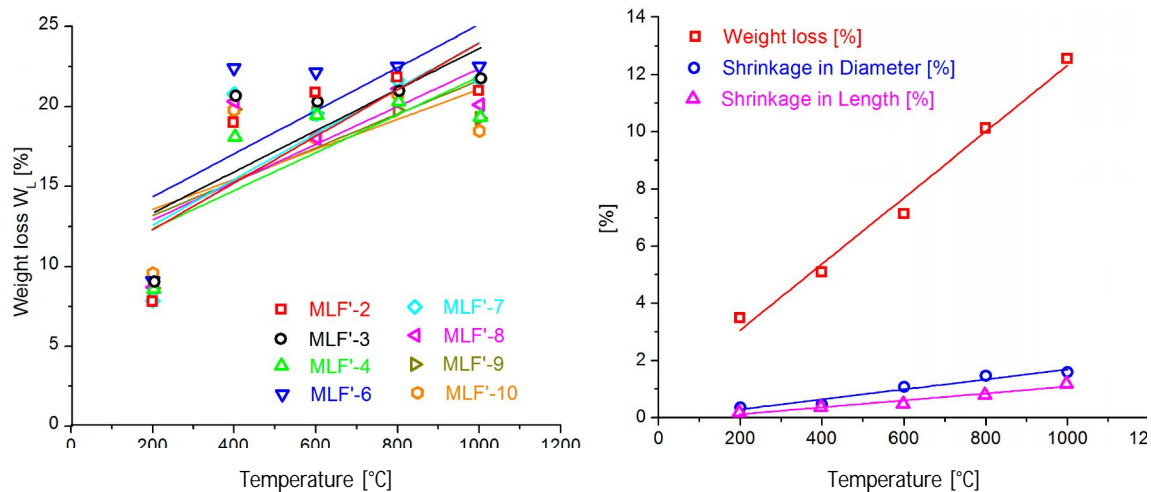 25
20
15
10
5
0
Weight loss W_L [%]
MLF'-2
MLF'-3
MLF'-4
MLF'-6
MLF'-7
MLF'-8
MLF'-9
MLF'-10
0 200 400 600 800 1000 1200
Temperature [°C]
14
12
10
8
6
4
2
0
[%]
Weight loss [%]
Shrinkage in Diameter [%]
Shrinkage in Length [%]
0 200 400 600 800 1000 12
Temperature [°C]